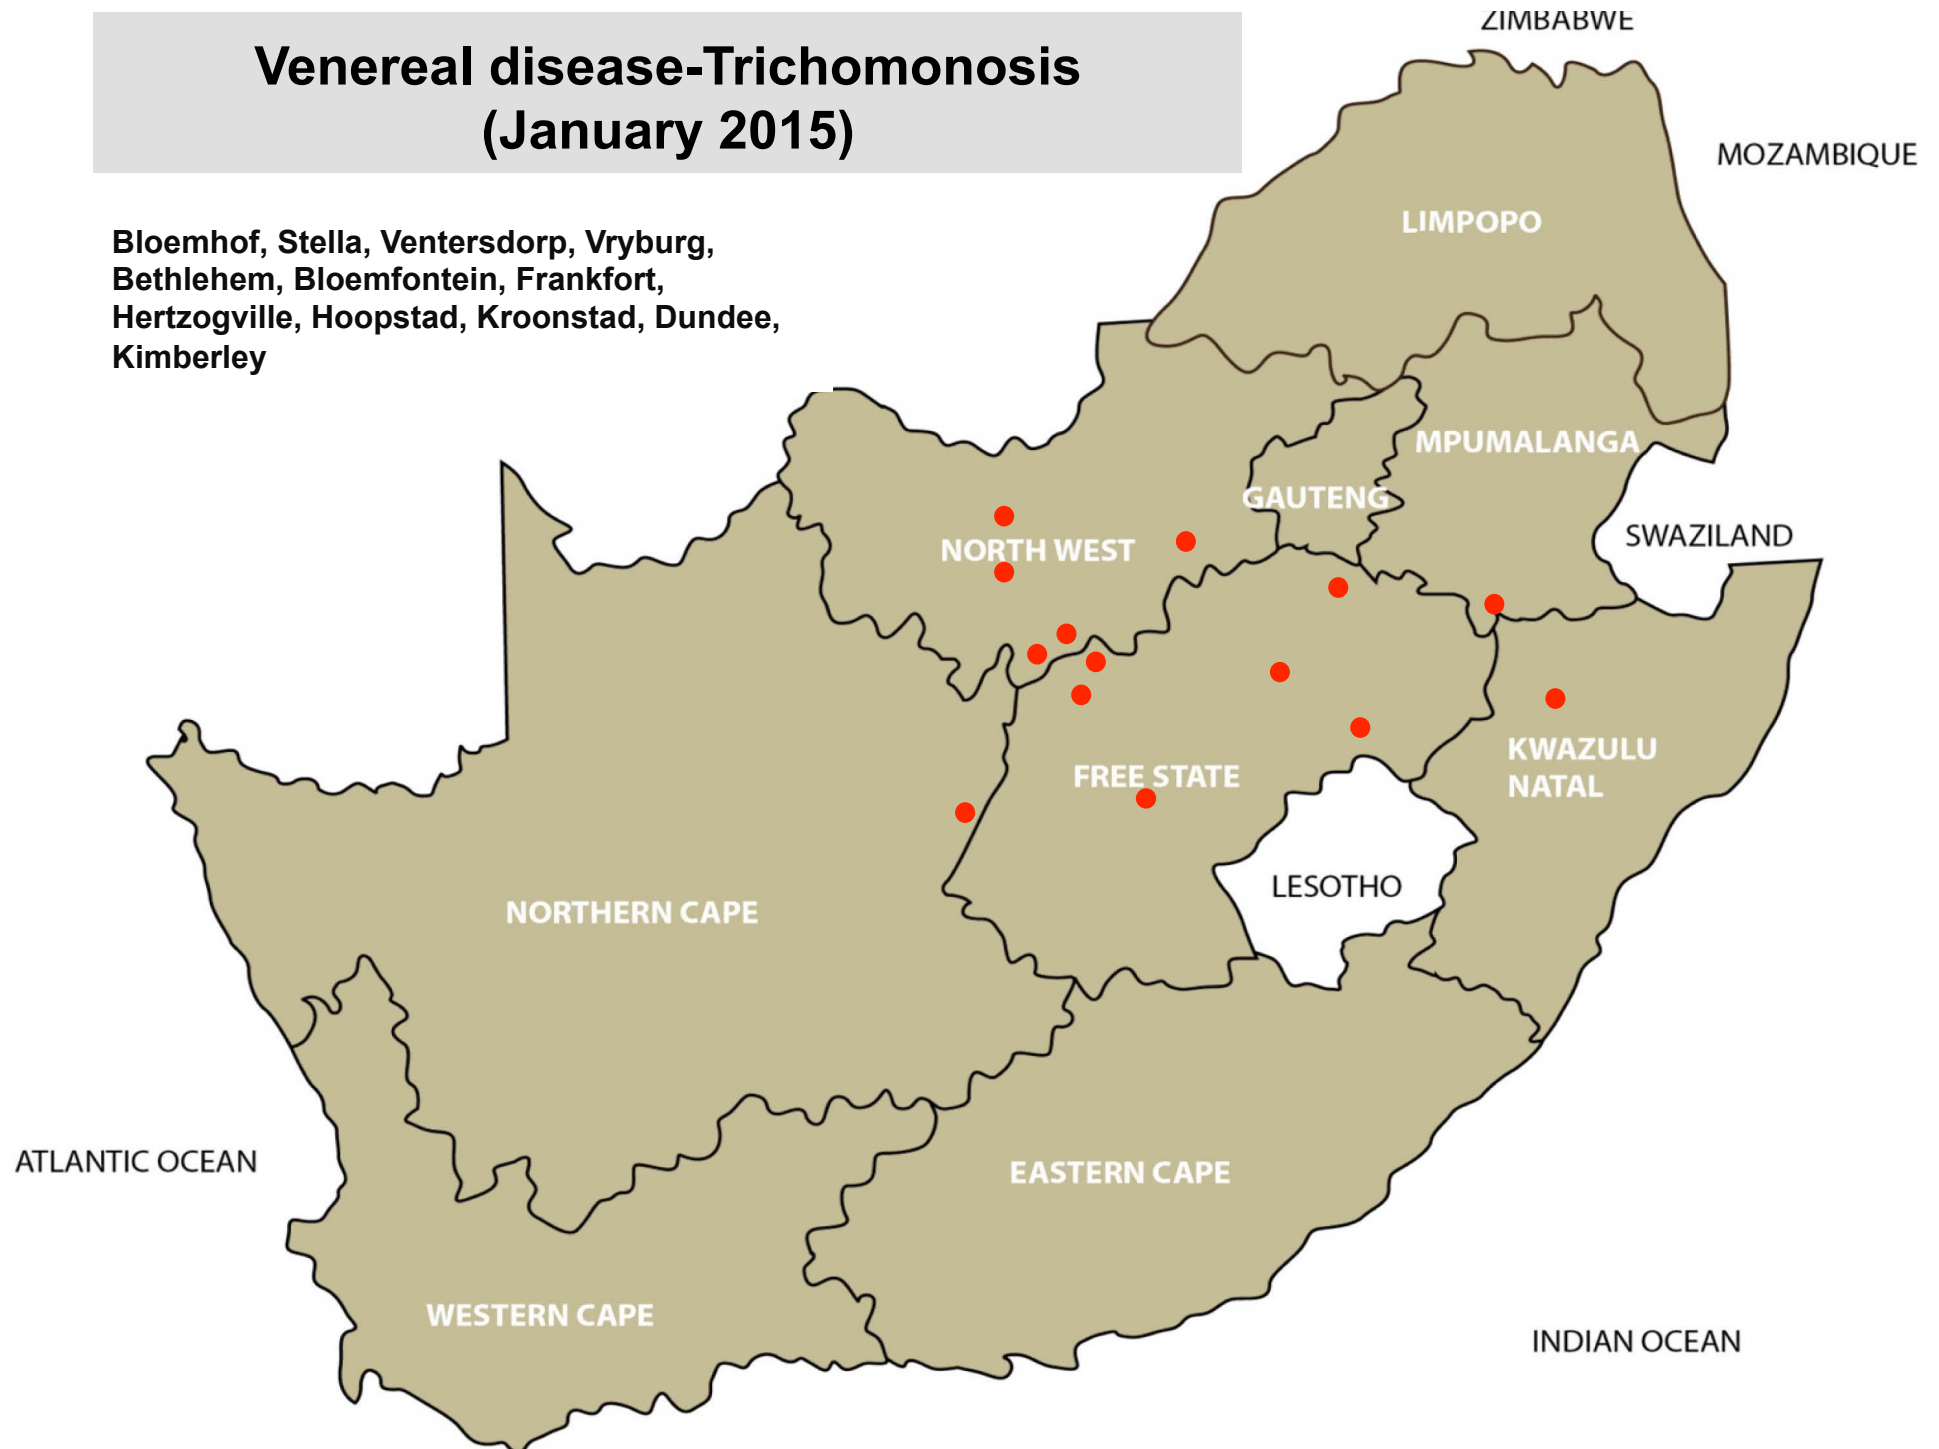 Venereal disease-Trichomonosis
(January 2015)
Bloemhof, Stella, Ventersdorp, Vryburg,
Bethlehem, Bloemfontein, Frankfort,
Hertzogville, Hoopstad, Kroonstad, Dundee,
Kimberley
ZIMBABWE
MOZAMBIQUE
LIMPOPO
MPUMALANGA
GAUTENG
SWAZILAND
NORTH WEST
KWAZULU
NATAL
FREE STATE
LESOTHO
NORTHERN CAPE
ATLANTIC OCEAN
EASTERN CAPE
WESTERN CAPE
INDIAN OCEAN